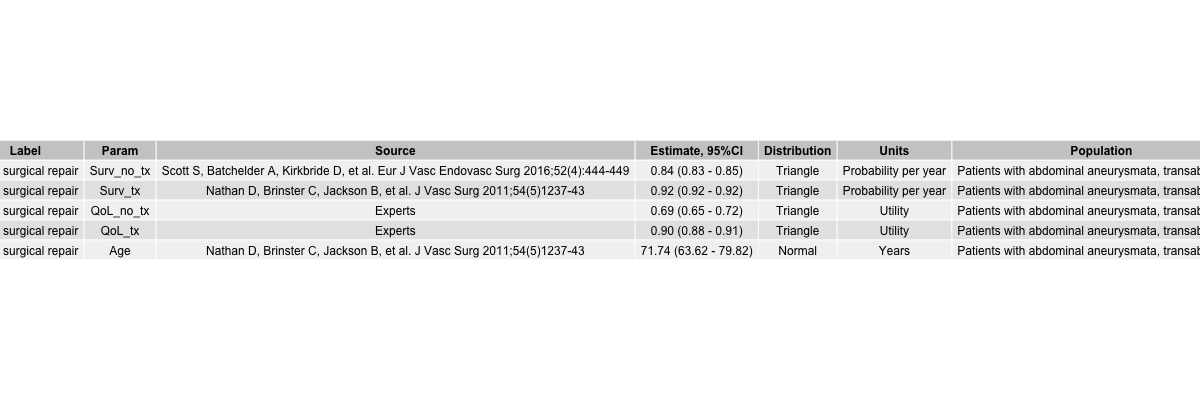 Label Param Source Estimate, 95%CI Distribution Units Population
surgical repair Surv_no_tx Scott S, Batchelder A, Kirkbride D, et al. Eur J Vasc Endovasc Surg 2016;52(4):444-449 0.84 (0.83 - 0.85) Triangle Probability per year Patients with abdominal aneurysmata, transab
surgical repair Surv_tx Nathan D, Brinster C, Jackson B, et al. J Vasc Surg 2011;54(5)1237-43 0.92 (0.92 - 0.92) Triangle Probability per year Patients with abdominal aneurysmata, transab
surgical repair QoL_no_tx Experts 0.69 (0.65 - 0.72) Triangle Utility Patients with abdominal aneurysmata, transab
surgical repair QoL_tx Experts 0.90 (0.88 - 0.91) Triangle Utility Patients with abdominal aneurysmata, transab
surgical repair Age Nathan D, Brinster C, Jackson B, et al. J Vasc Surg 2011;54(5)1237-43 71.74 (63.62 - 79.82) Normal Years Patients with abdominal aneurysmata, transab